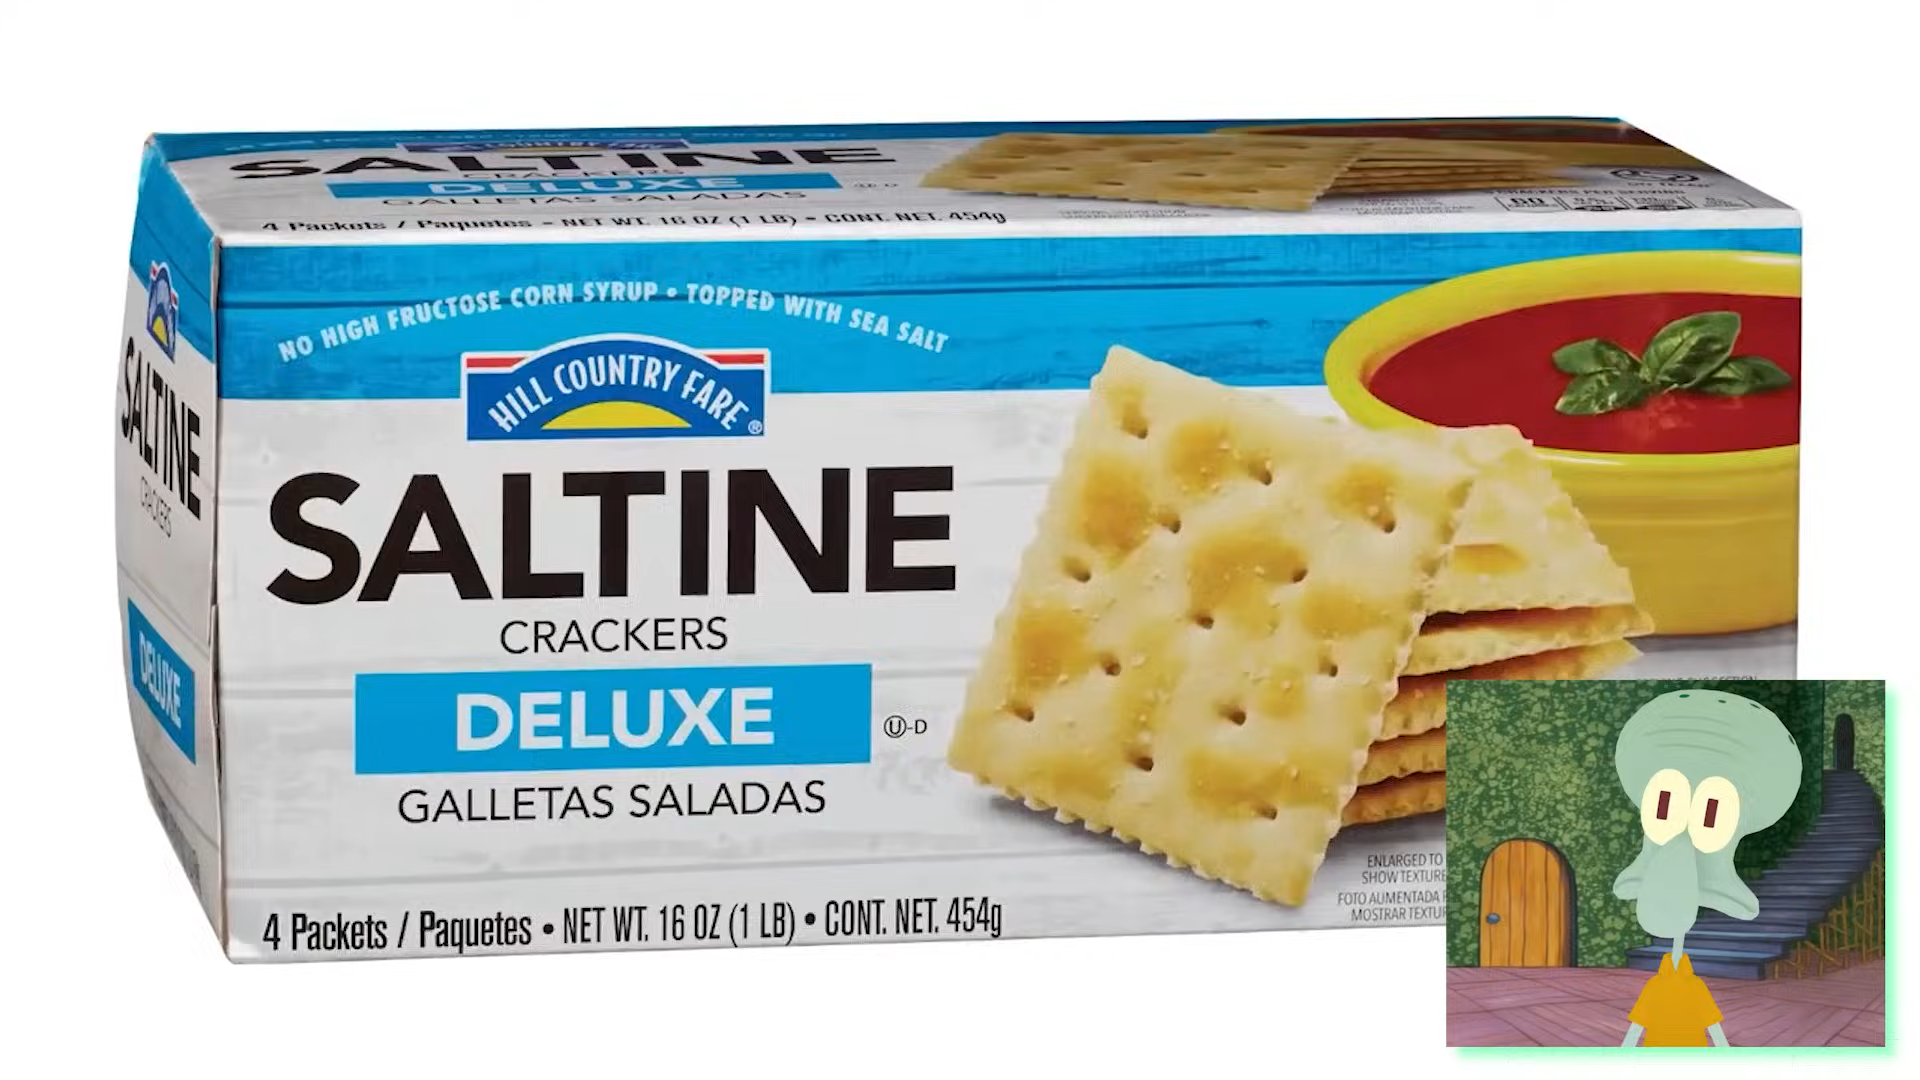 SALTINE
CRACKERS
DELUXE
GALLETAS SALADAS
4 Packets / Paquetes • NET WT. 16 OZ (1 LB) • CONT. NET. 454g
NO HIGH FRUCTOSE CORN SYRUP • TOPPED WITH SEA SALT
HILL COUNTRY FARE®
SALTINE
CRACKERS
DELUXE
U-D
GALLETAS SALADAS
4 Packets / Paquetes • NET WT. 16 OZ (1 LB) • CONT. NET. 454g
ENLARGED TO
SHOW TEXTURE
FOTO AUMENTADA
MOSTRAR
SALTINE
CRACKERS
DELUXE